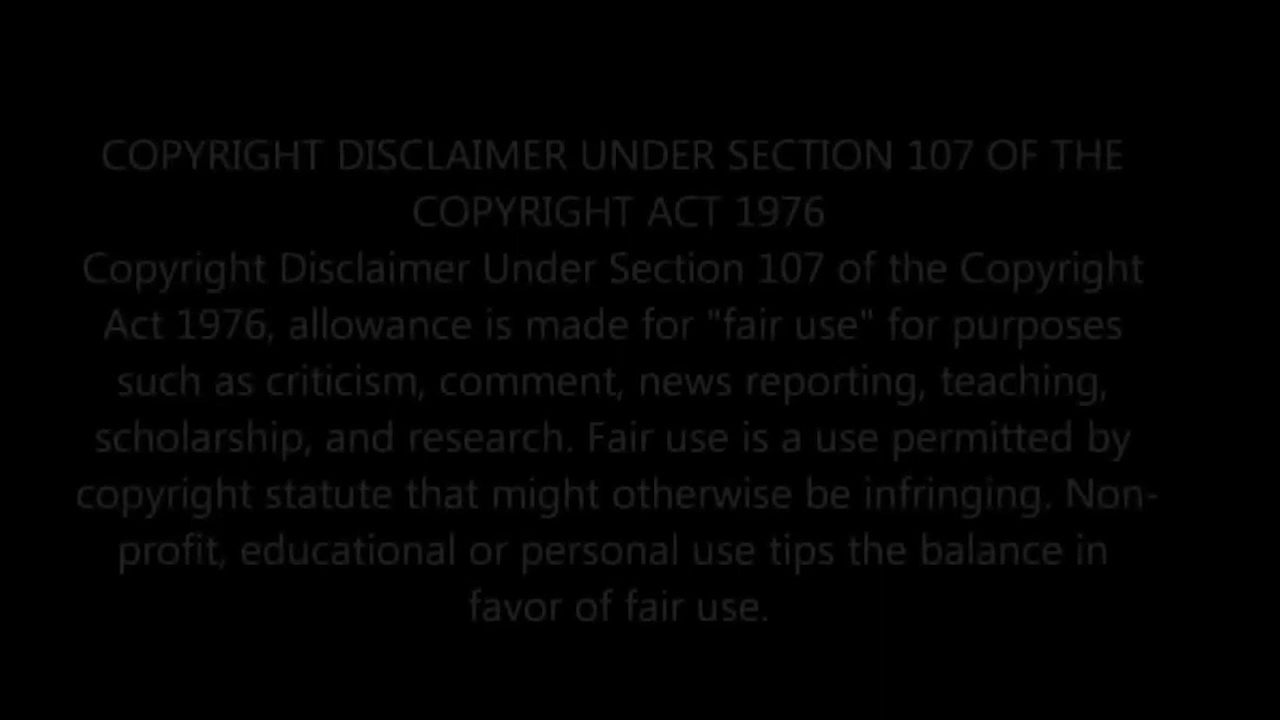 COPYRIGHT DISCLAIMER UNDER SECTION 107 OF THE
COPYRIGHT ACT 1976
Copyright Disclaimer Under Section 107 of the Copyright
Act 1976, allowance is made for "fair use" for purposes
such as criticism, comment, news reporting, teaching,
scholarship, and research. Fair use is a use permitted by
copyright statute that might otherwise be infringing. Non-
profit, educational or personal use tips the balance in
favor of fair use.